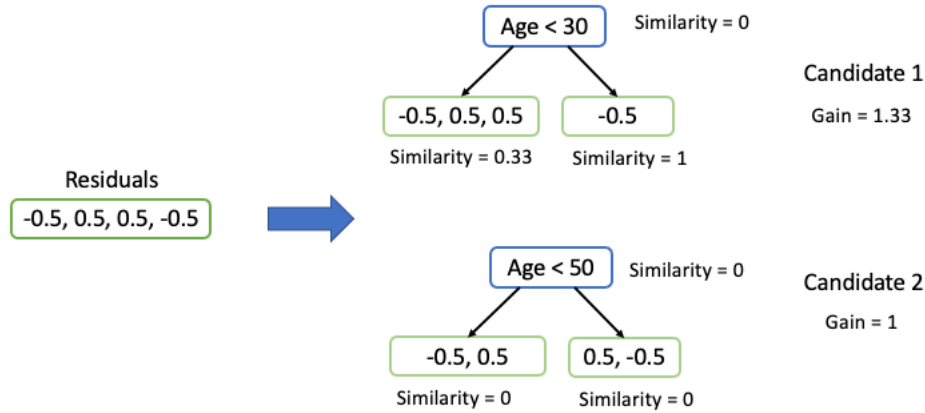 Residuals
-0.5, 0.5, 0.5, -0.5
Age < 30
Similarity = 0
-0.5, 0.5, 0.5
-0.5
Similarity = 0.33
Similarity = 1
Candidate 1
Gain = 1.33
Age < 50
Similarity = 0
-0.5, 0.5
0.5, -0.5
Similarity = 0
Similarity = 0
Candidate 2
Gain = 1